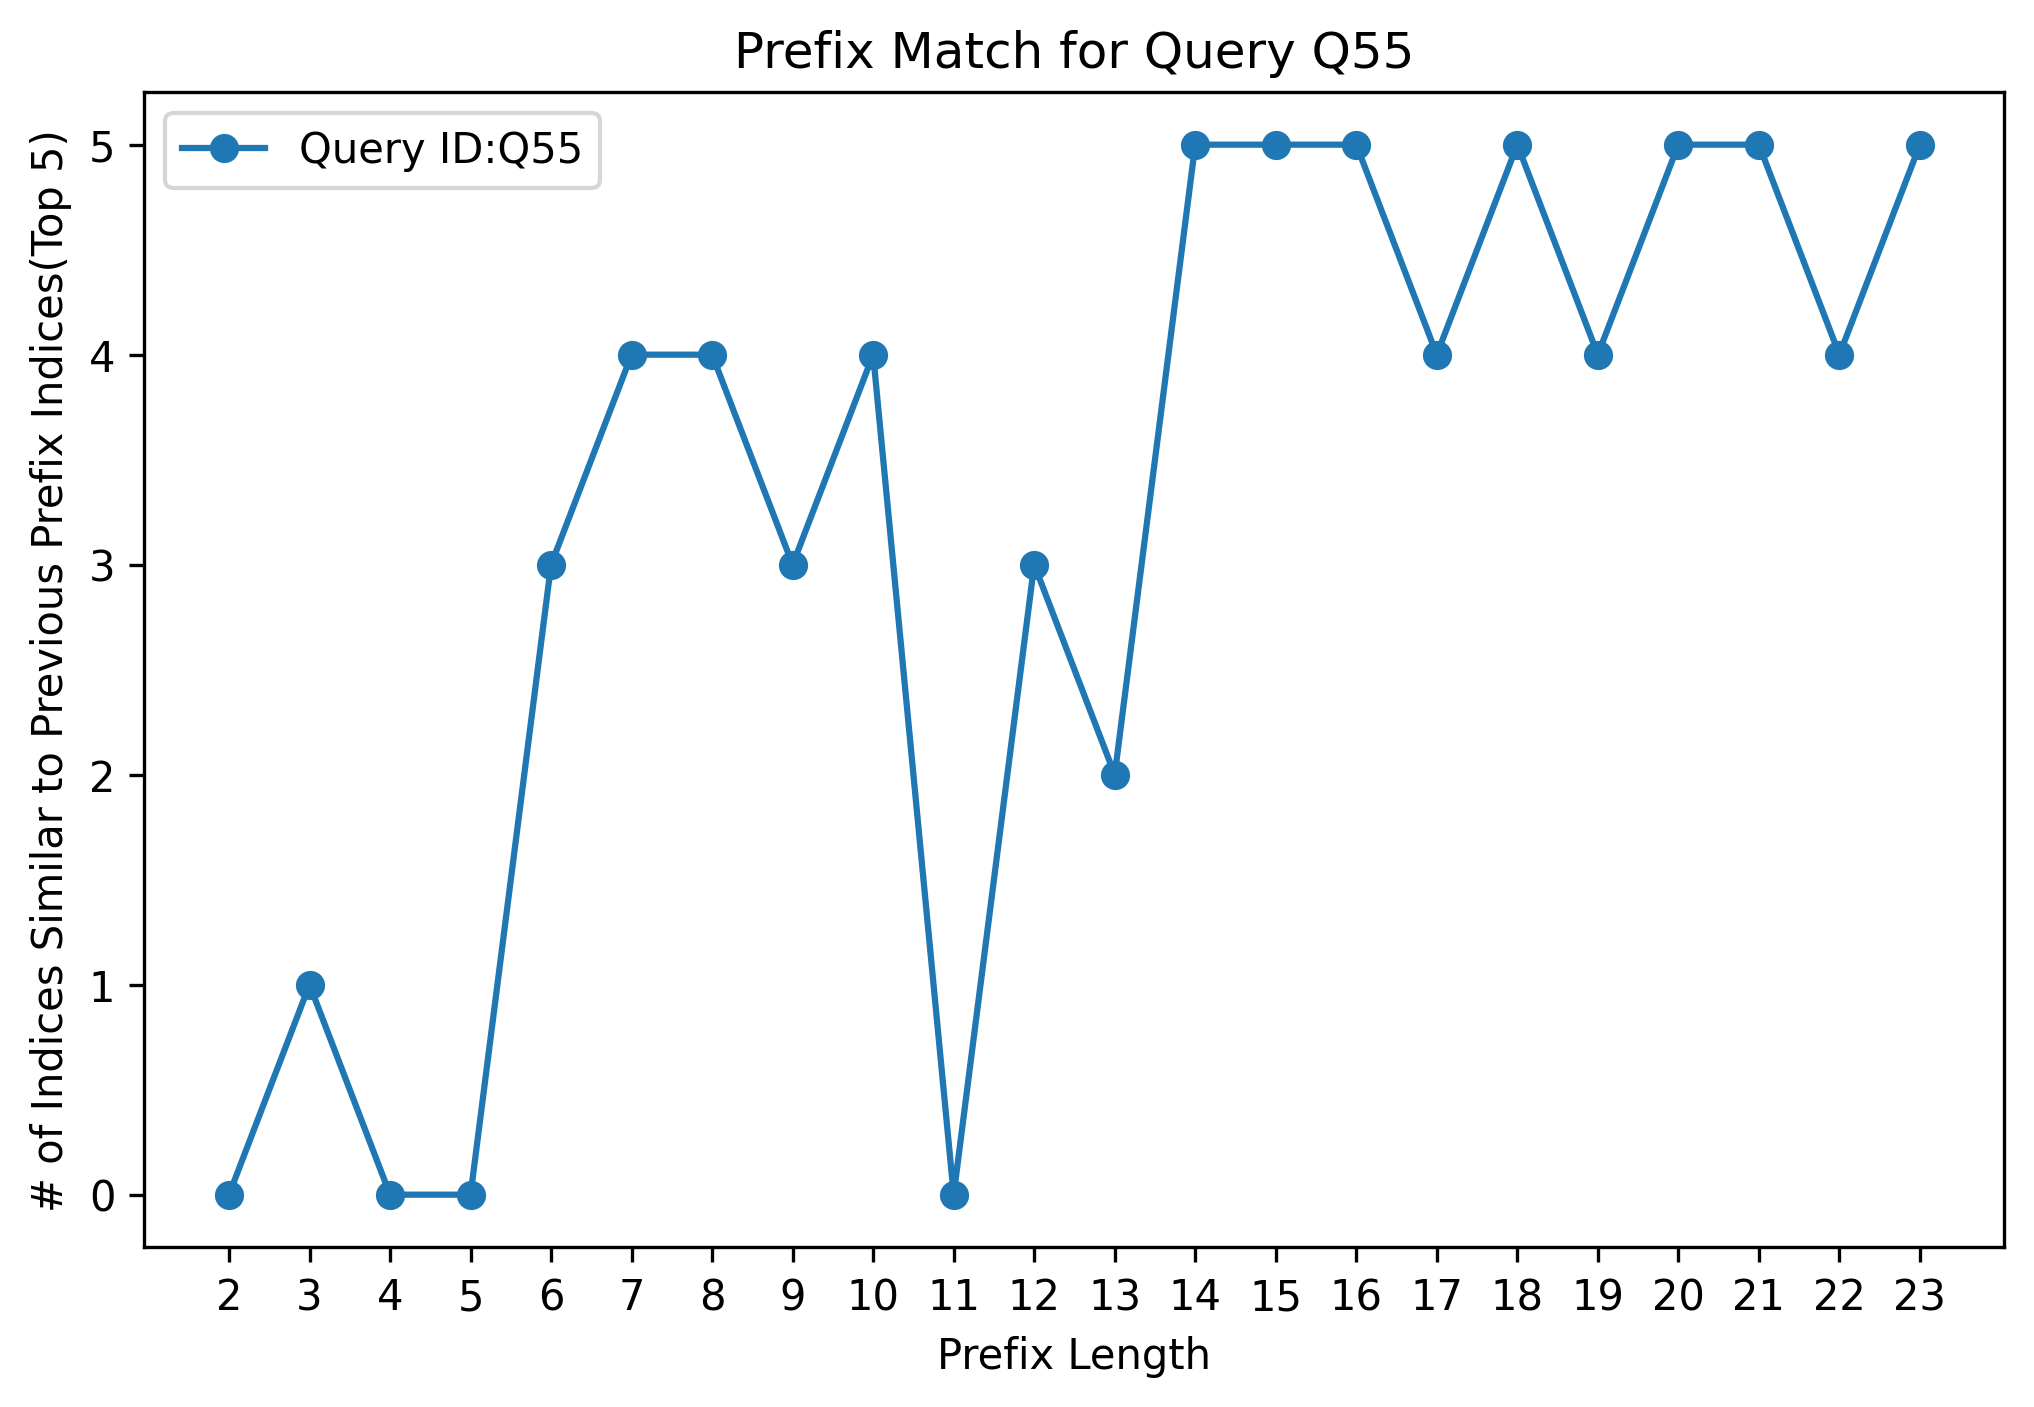 Prefix Match for Query Q55
Query ID:Q55
# of Indices Similar to Previous Prefix Indices(Top 5)
5
4
3
2
1
0
2 3 4 5 6 7 8 9 10 11 12 13 14 15 16 17 18 19 20 21 22 23
Prefix Length